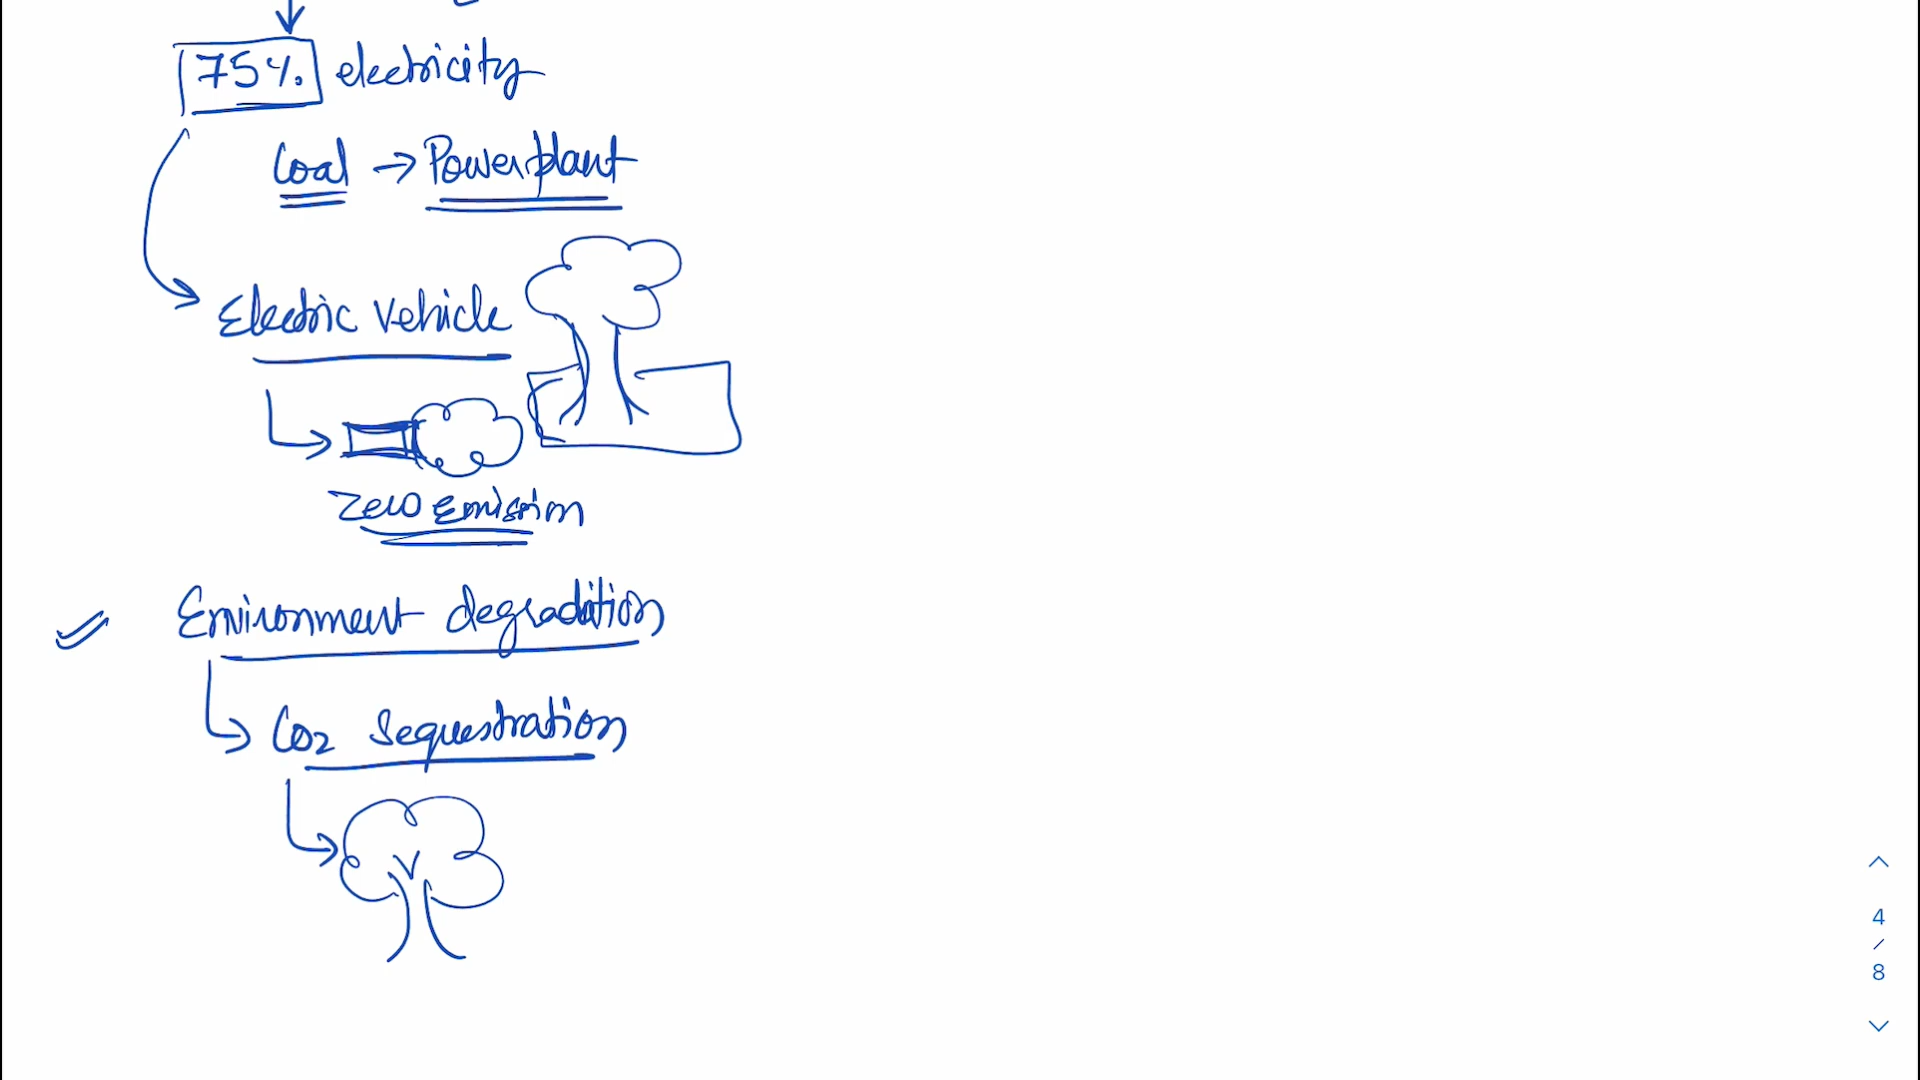 75% electricity
Coal → Powerplant
Electric Vehicle
Zero Emission
Environment degradation
CO2 Sequestration
4
/
8